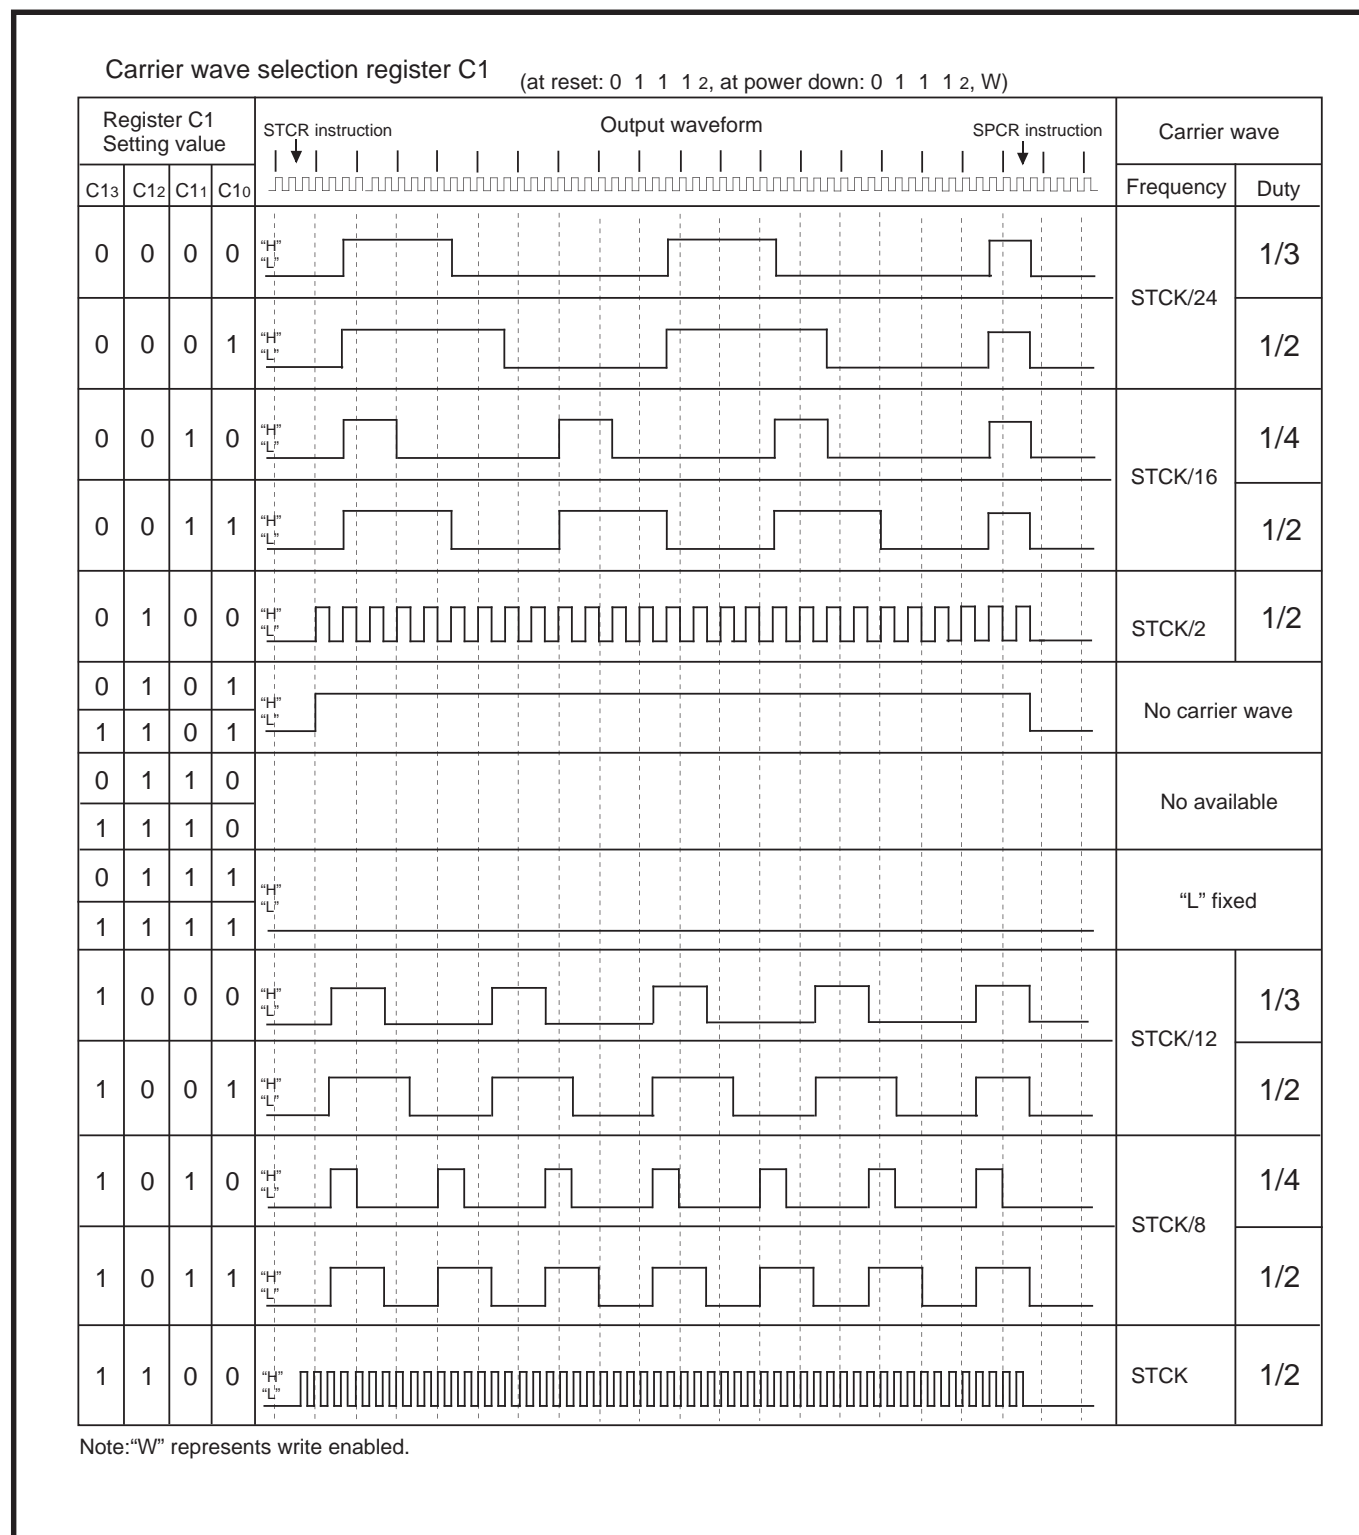 Carrier wave selection register C1 (at reset: 0 1 1 1 2, at power down: 0 1 1 1 2, W)
Register C1
Setting value
STCR instruction
Output waveform
SPCR instruction
Carrier wave
C13 C12 C11 C10
Frequency Duty
0 0 0 0 “H” 1/3
“L”
STCK/24
0 0 0 1 “H” 1/2
“L”
0 0 1 0 “H” 1/4
“L”
STCK/16
0 0 1 1 “H” 1/2
“L”
0 1 0 0 “H” STCK/2 1/2
“L”
0 1 0 1 “H”
“L” No carrier wave
1 1 0 1
0 1 1 0
No available
1 1 1 0
0 1 1 1 “H”
“L” “L” fixed
1 1 1 1
1 0 0 0 “H” 1/3
“L”
STCK/12
1 0 0 1 “H” 1/2
“L”
1 0 1 0 “H” 1/4
“L”
STCK/8
1 0 1 1 “H” 1/2
“L”
1 1 0 0 “H” STCK 1/2
“L”
Note:“W” represents write enabled.